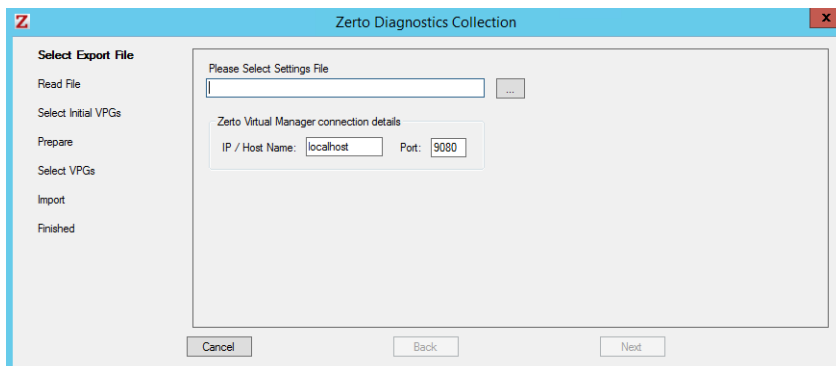 Z
Zerto Diagnostics Collection
x
Select Export File
Read File
Select Initial VPGs
Prepare
Select VPGs
Import
Finished
Please Select Settings File
...
Zerto Virtual Manager connection details
IP / Host Name: localhost Port: 9080
Cancel Back Next